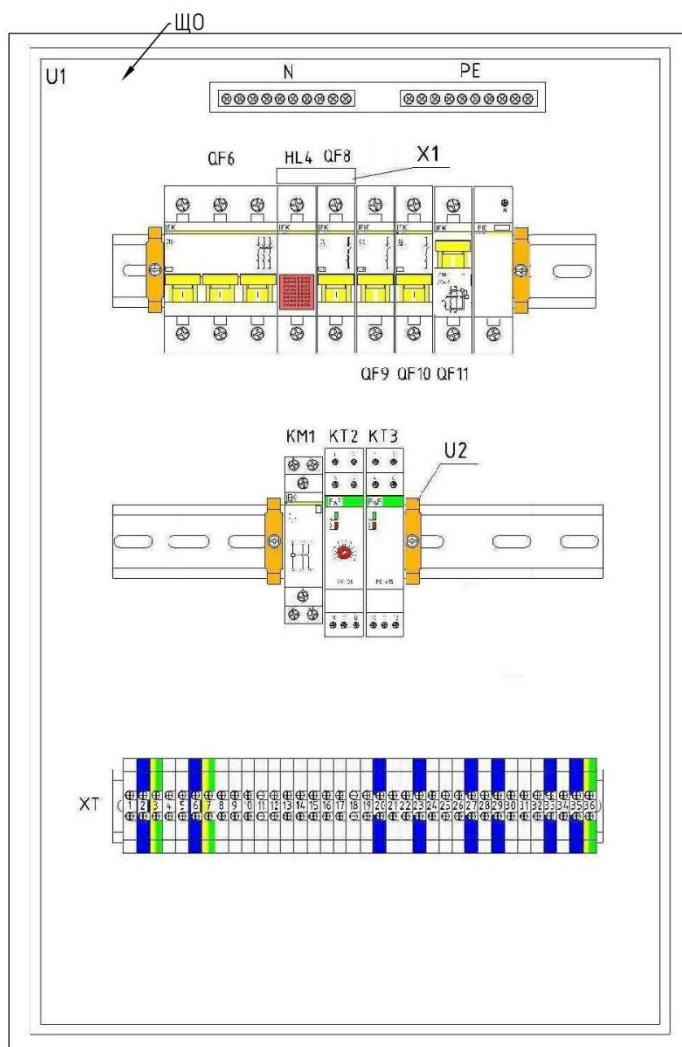 ЩО
U1
N PE
QF6 HL4 QF8 X1
QF9 QF10 QF11
KM1 KT2 KT3
U2
XT 1 2 3 4 5 6 7 8 9 0 11 12 13 14 15 16 17 18 19 20 21 22 23 24 25 26 27 28 29 30 31 32 33 34 35 36